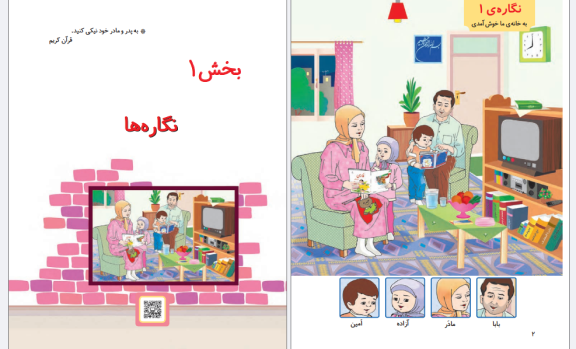 به پدر و مادر خود نیکی کنید.
قرآن کریم
بخش ۱
نگاره‌ها
نگاره‌ی ۱
به خانه‌ی ما خوش آمدی
بابا
مادر
آزاده
امین
۲